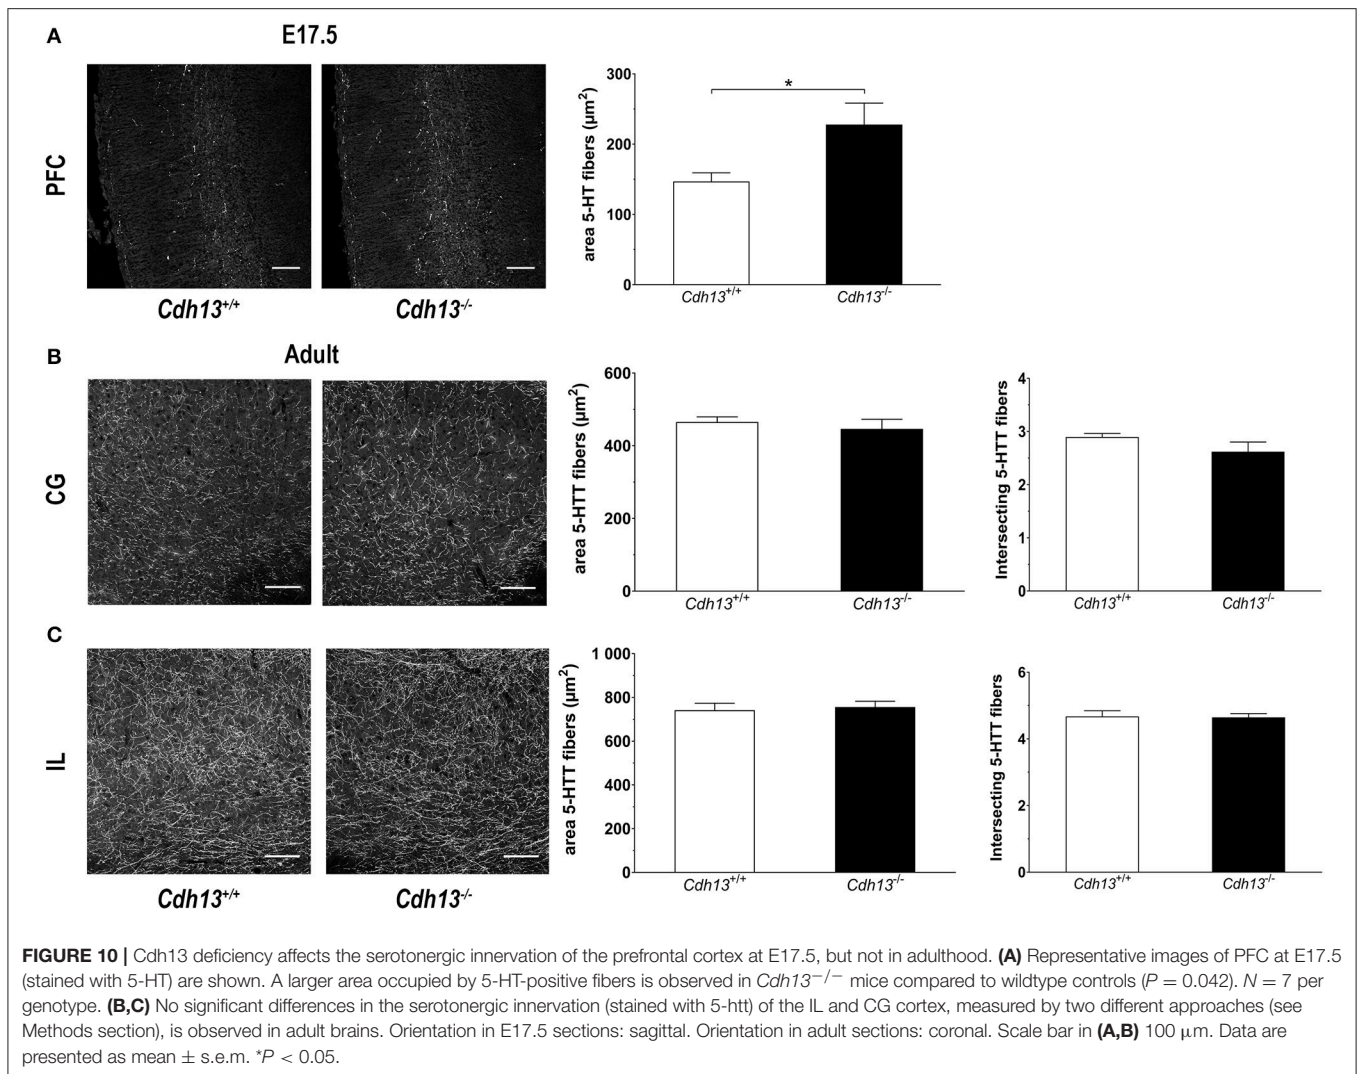 A
E17.5
PFC
Cdh13+/+
Cdh13-/-
area 5-HT fibers (µm2)
300
200
100
0
*
Cdh13+/+
Cdh13-/-
B
Adult
CG
area 5-HTT fibers (µm2)
600
400
200
0
Cdh13+/+
Cdh13-/-
Intersecting 5-HTT fibers
4
3
2
1
0
Cdh13+/+
Cdh13-/-
C
IL
Cdh13+/+
Cdh13-/-
area 5-HTT fibers (µm2)
1 000
800
600
400
200
0
Cdh13+/+
Cdh13-/-
Intersecting 5-HTT fibers
6
4
2
0
Cdh13+/+
Cdh13-/-
FIGURE 10 | Cdh13 deficiency affects the serotonergic innervation of the prefrontal cortex at E17.5, but not in adulthood. (A) Representative images of PFC at E17.5
(stained with 5-HT) are shown. A larger area occupied by 5-HT-positive fibers is observed in Cdh13−/− mice compared to wildtype controls (P = 0.042). N = 7 per
genotype. (B,C) No significant differences in the serotonergic innervation (stained with 5-htt) of the IL and CG cortex, measured by two different approaches (see
Methods section), is observed in adult brains. Orientation in E17.5 sections: sagittal. Orientation in adult sections: coronal. Scale bar in (A,B) 100 µm. Data are
presented as mean ± s.e.m. *P < 0.05.